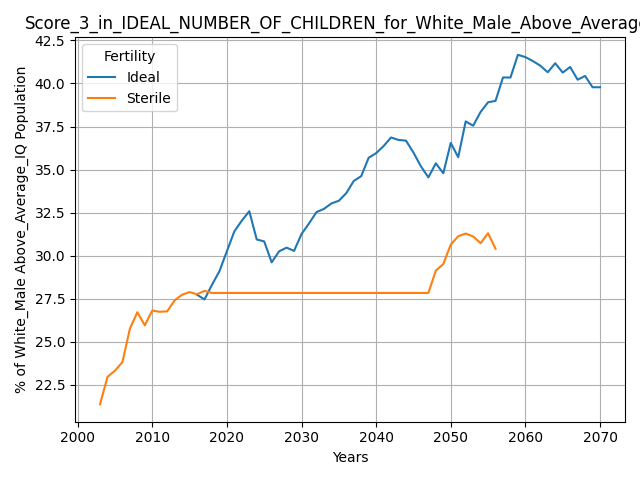 Score_3_in_IDEAL_NUMBER_OF_CHILDREN_for_White_Male_Above_Average
Fertility
Ideal
Sterile
% of White_Male Above_Average_IQ Population
42.5
40.0
37.5
35.0
32.5
30.0
27.5
25.0
22.5
2000 2010 2020 2030 2040 2050 2060 2070
Years